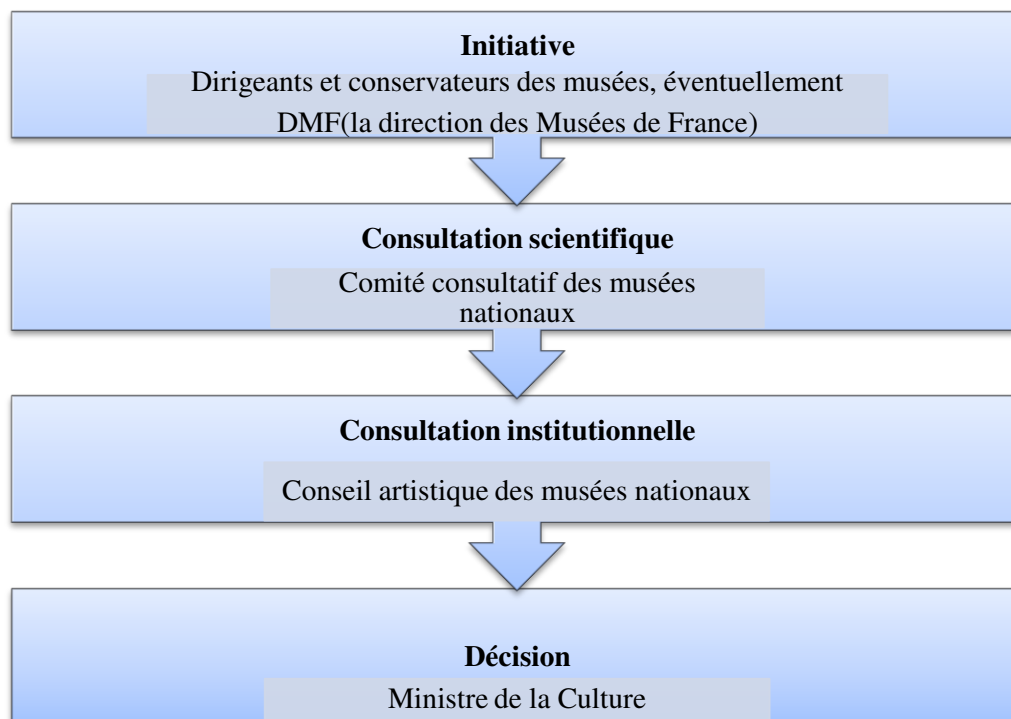 Initiative
Dirigeants et conservateurs des musées, éventuellement
DMF(la direction des Musées de France)
Consultation scientifique
Comité consultatif des musées
nationaux
Consultation institutionnelle
Conseil artistique des musées nationaux
Décision
Ministre de la Culture